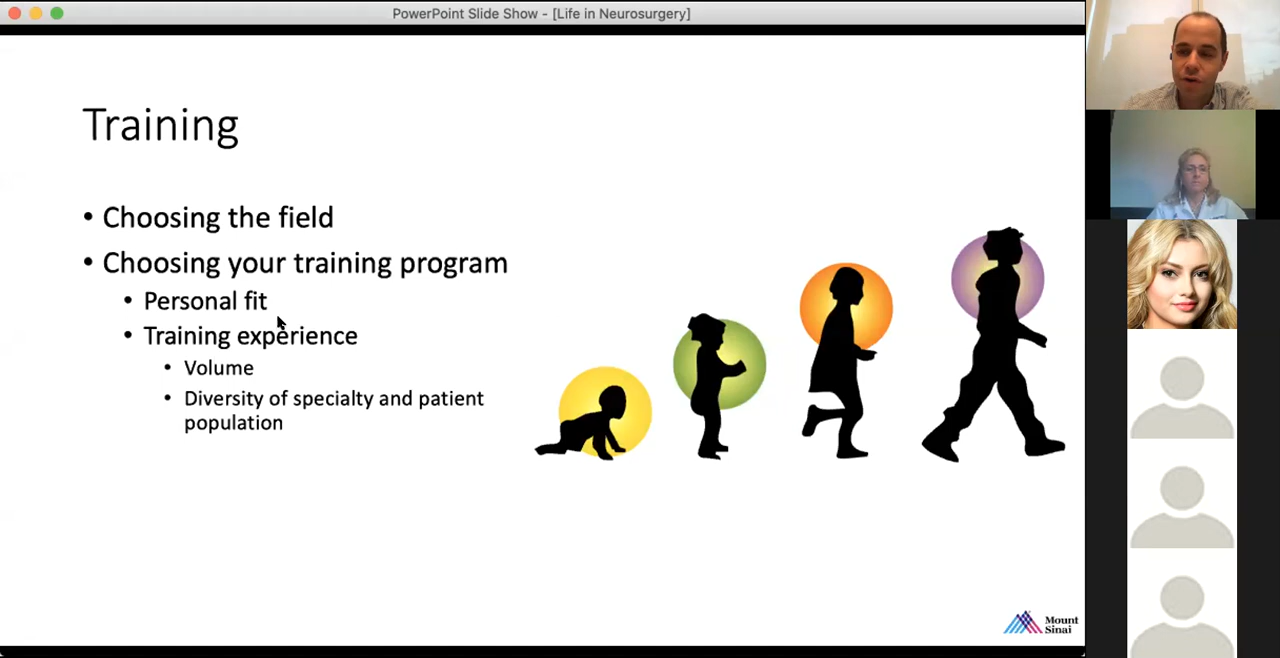 PowerPoint Slide Show - [Life in Neurosurgery]
Training
• Choosing the field
• Choosing your training program
• Personal fit
• Training experience
• Volume
• Diversity of specialty and patient
population
Mount
Sinai